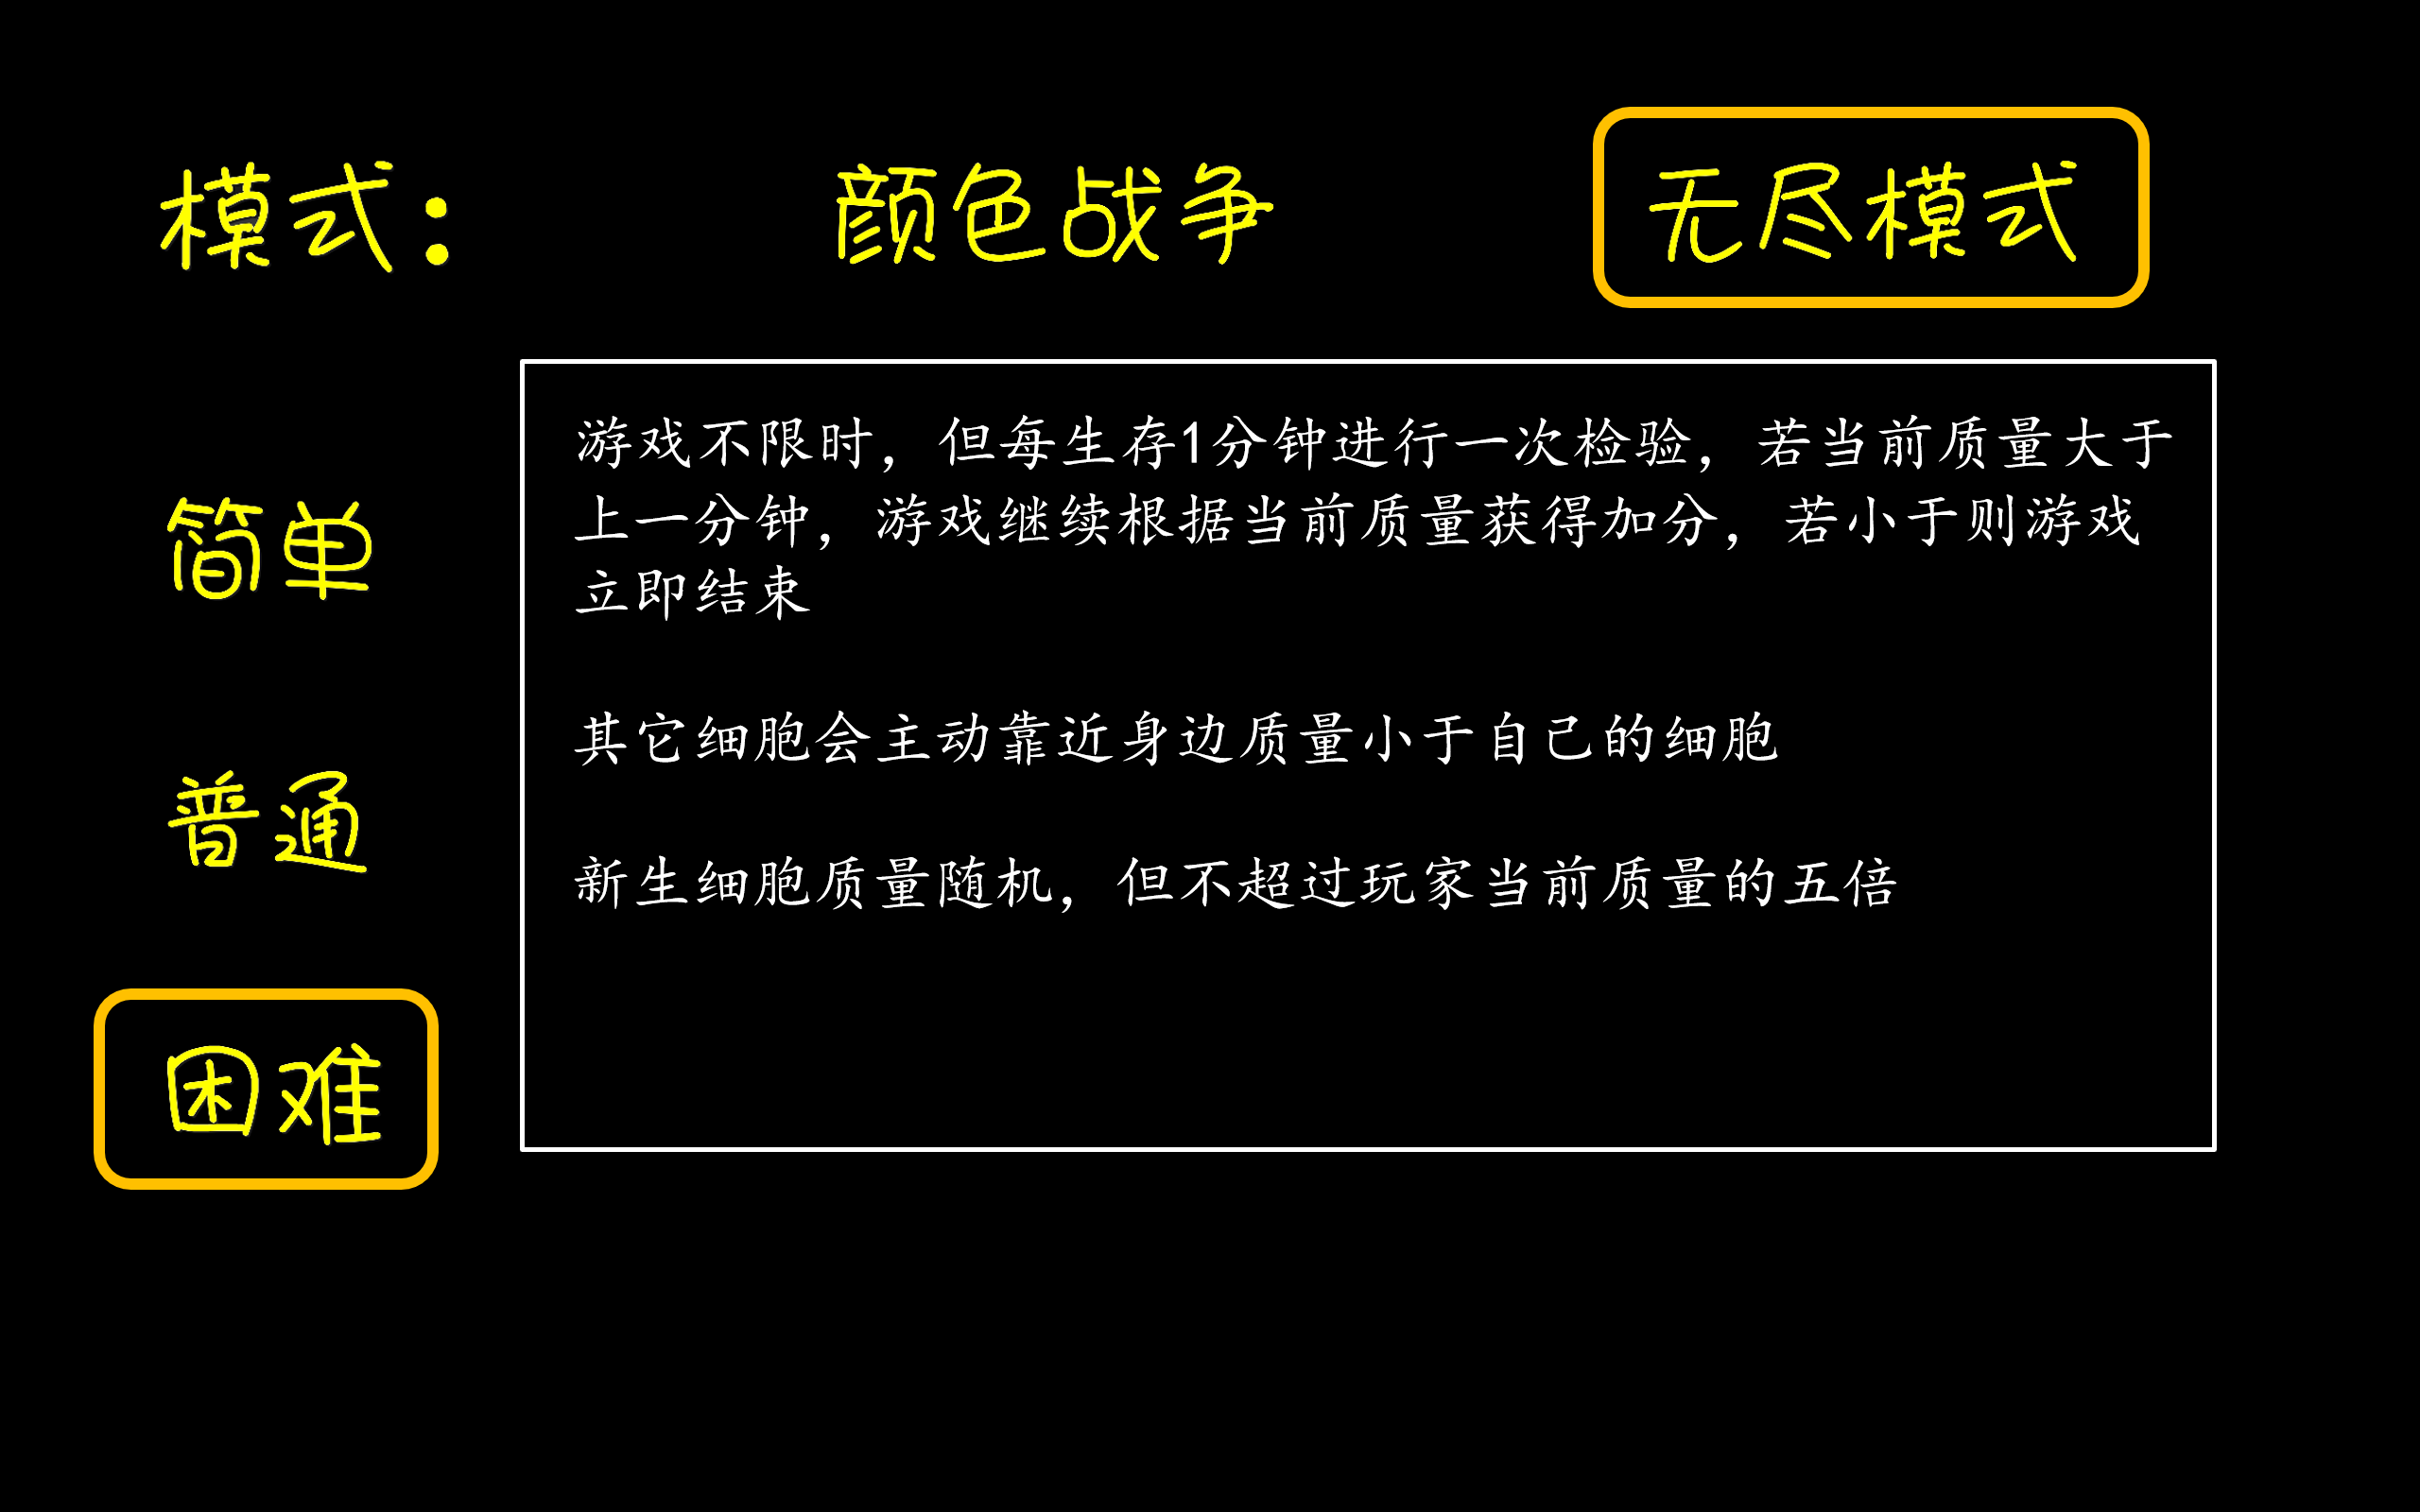 模式：
颜色战争
无尽模式
简单
普通
困难
游戏不限时，但每生存1分钟进行一次检验，若当前质量大于
上一分钟，游戏继续根据当前质量获得加分，若小于则游戏
立即结束
其它细胞会主动靠近身边质量小于自己的细胞
新生细胞质量随机，但不超过玩家当前质量的五倍